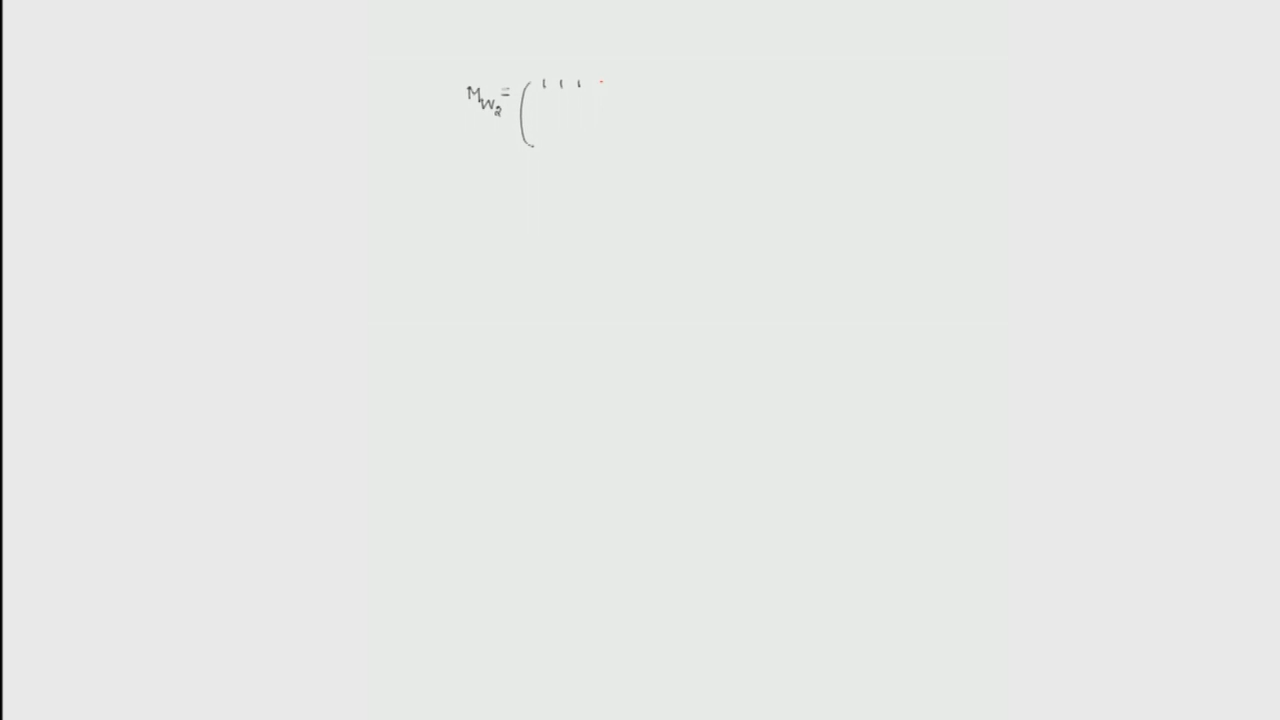 M_{W_2} = ( 1 1 1